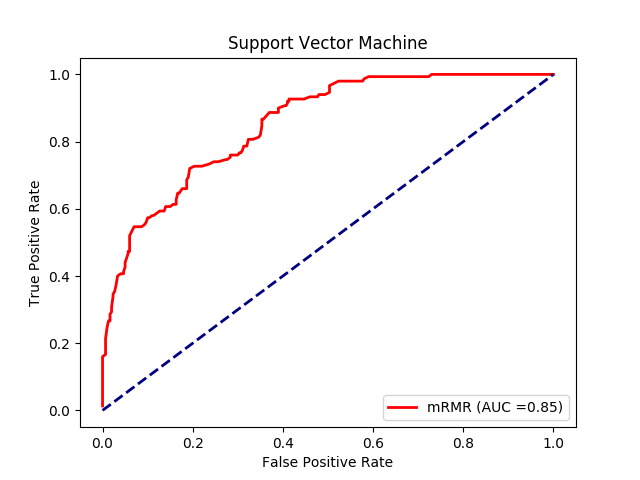 Support Vector Machine
True Positive Rate
1.0
0.8
0.6
0.4
0.2
0.0
mRMR (AUC =0.85)
0.0 0.2 0.4 0.6 0.8 1.0
False Positive Rate